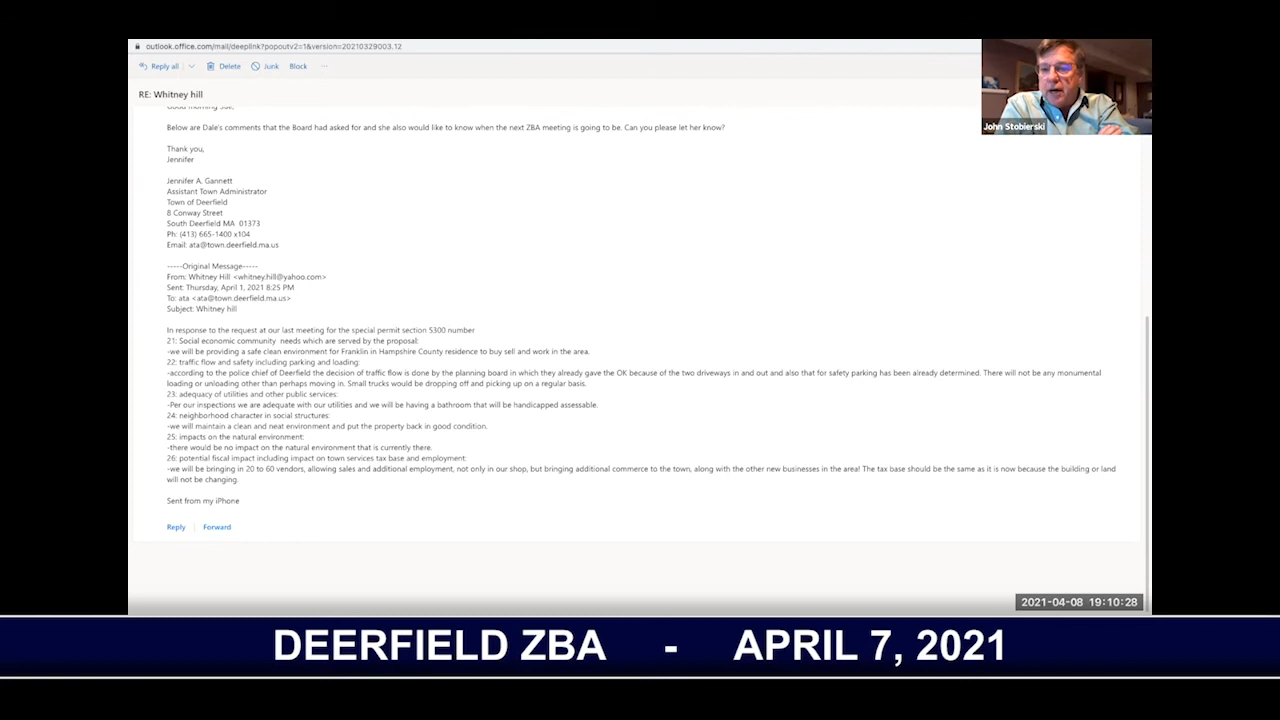 outlook.office.com/mail/deeplink?popoutv2=1&version=20210329003.12
Reply all Delete Junk Block
RE: Whitney hill
Good morning Sue,
Below are Dale's comments that the Board had asked for and she also would like to know when the next ZBA meeting is going to be. Can you please let her know?
Thank you,
Jennifer
Jennifer A. Gannett
Assistant Town Administrator
Town of Deerfield
8 Conway Street
South Deerfield MA 01373
Ph: (413) 665-1400 x104
Email: ata@town.deerfield.ma.us
-----Original Message-----
From: Whitney Hill <whitney.hill@yahoo.com>
Sent: Thursday, April 1, 2021 8:25 PM
To: ata <ata@town.deerfield.ma.us>
Subject: Whitney hill
In response to the request at our last meeting for the special permit section 5300 number
21: Social economic community needs which are served by the proposal:
-we will be providing a safe clean environment for Franklin in Hampshire County residence to buy sell and work in the area.
22: traffic flow and safety including parking and loading:
-according to the police chief of Deerfield the decision of traffic flow is done by the planning board in which they already gave the OK because of the two driveways in and out and also that for safety parking has been already determined. There will not be any monumental
loading or unloading other than perhaps moving in. Small trucks would be dropping off and picking up on a regular basis.
23: adequacy of utilities and other public services:
-Per our inspections we are adequate with our utilities and we will be having a bathroom that will be handicapped assessable.
24: neighborhood character in social structures:
-we will maintain a clean and neat environment and put the property back in good condition.
25: impacts on the natural environment:
-there would be no impact on the natural environment that is currently there.
26: potential fiscal impact including impact on town services tax base and employment:
-we will be bringing in 20 to 60 vendors, allowing sales and additional employment, not only in our shop, but bringing additional commerce to the town, along with the other new businesses in the area! The tax base should be the same as it is now because the building or land
will not be changing.
Sent from my iPhone
Reply Forward
John Stobierski
2021-04-08 19:10:28
DEERFIELD ZBA - APRIL 7, 2021